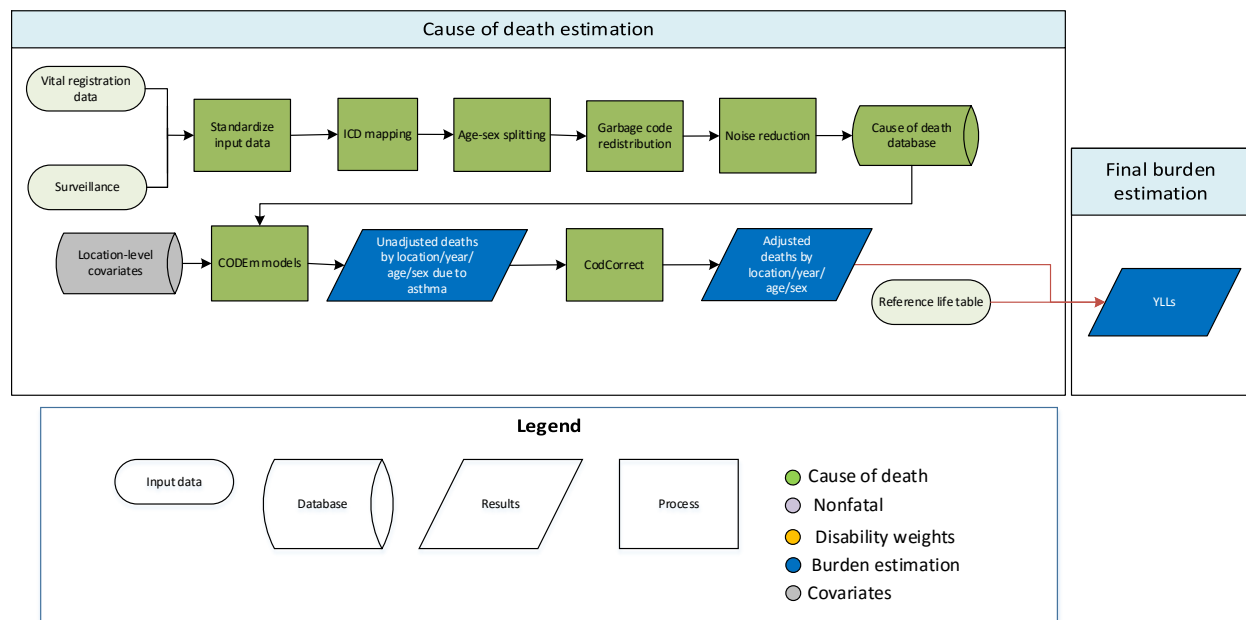 Cause of death estimation
Vital registration
data
Surveillance
Standardize
input data
ICD mapping
Age-sex splitting
Garbage code
redistribution
Noise reduction
Cause of death
database
Location-level
covariates
CODEm models
Unadjusted deaths
by location/year/
age/sex due to
asthma
CodCorrect
Adjusted
deaths by
location/year/
age/sex
Reference life table
Final burden
estimation
YLLs
Legend
Input data
Database
Results
Process
Cause of death
Nonfatal
Disability weights
Burden estimation
Covariates